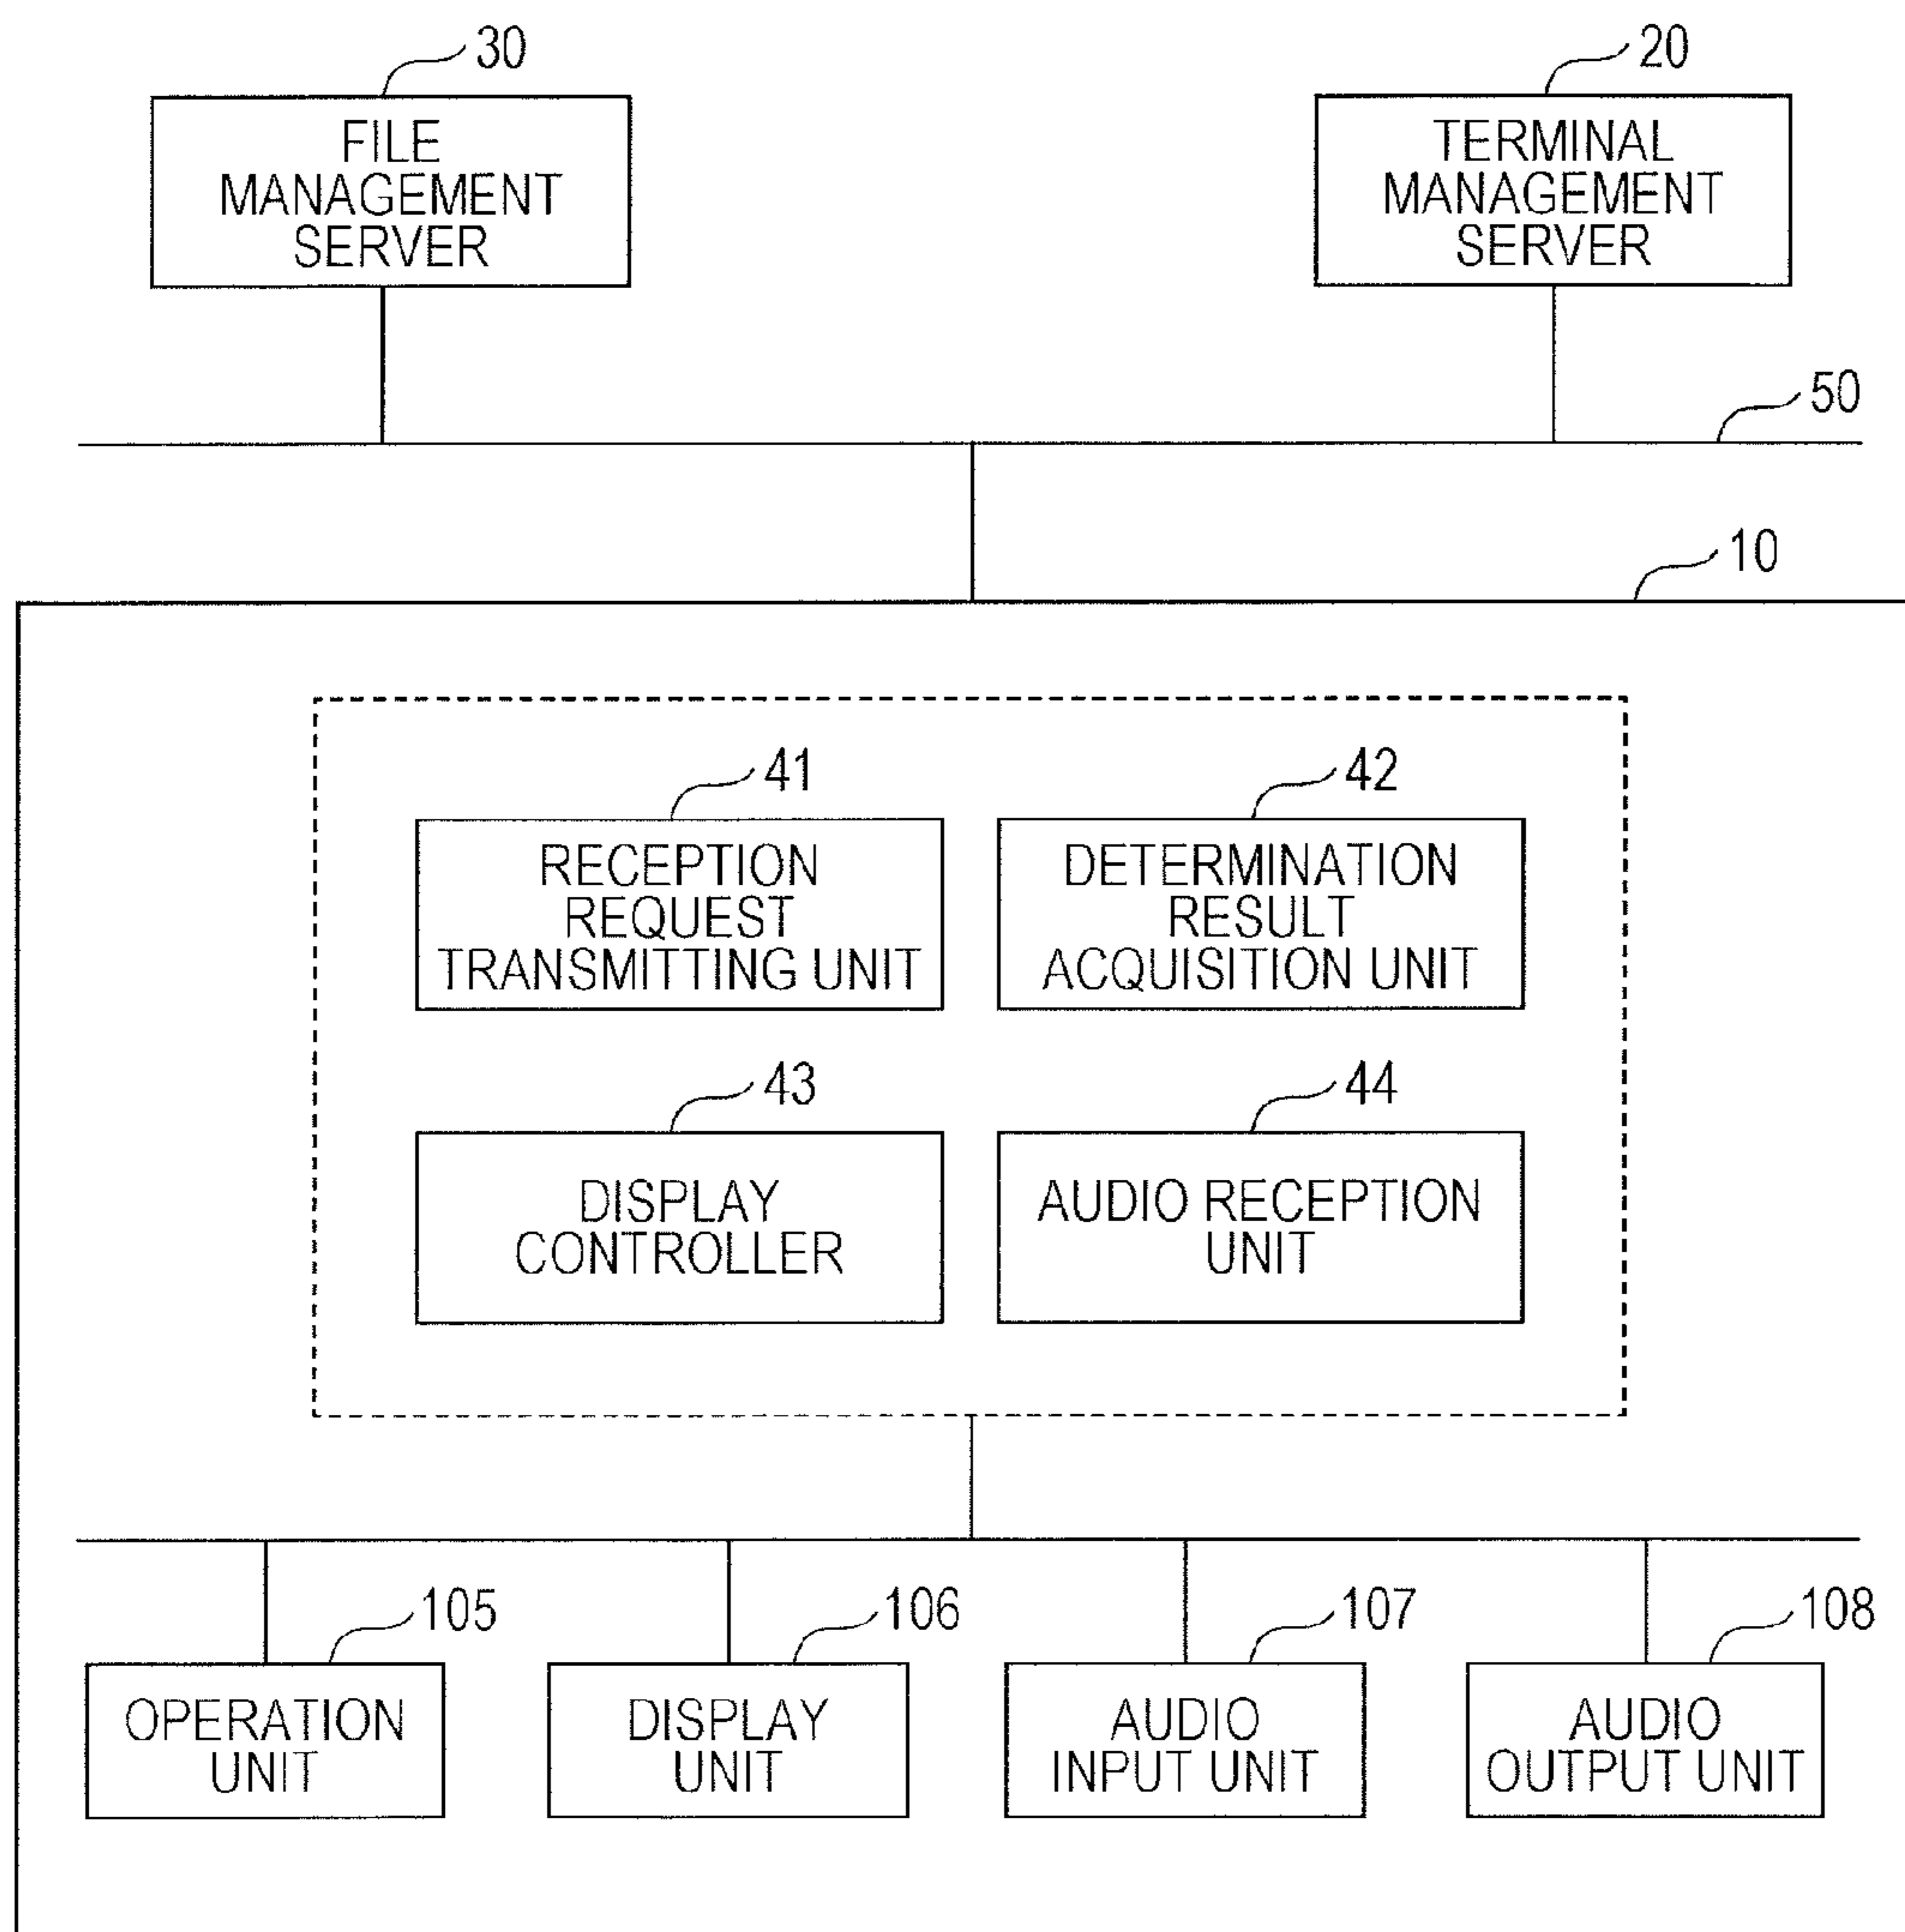 30
FILE
MANAGEMENT
SERVER
20
TERMINAL
MANAGEMENT
SERVER
50
10
41
RECEPTION
REQUEST
TRANSMITTING UNIT
42
DETERMINATION
RESULT
ACQUISITION UNIT
43
DISPLAY
CONTROLLER
44
AUDIO RECEPTION
UNIT
105
OPERATION
UNIT
106
DISPLAY
UNIT
107
AUDIO
INPUT UNIT
108
AUDIO
OUTPUT UNIT